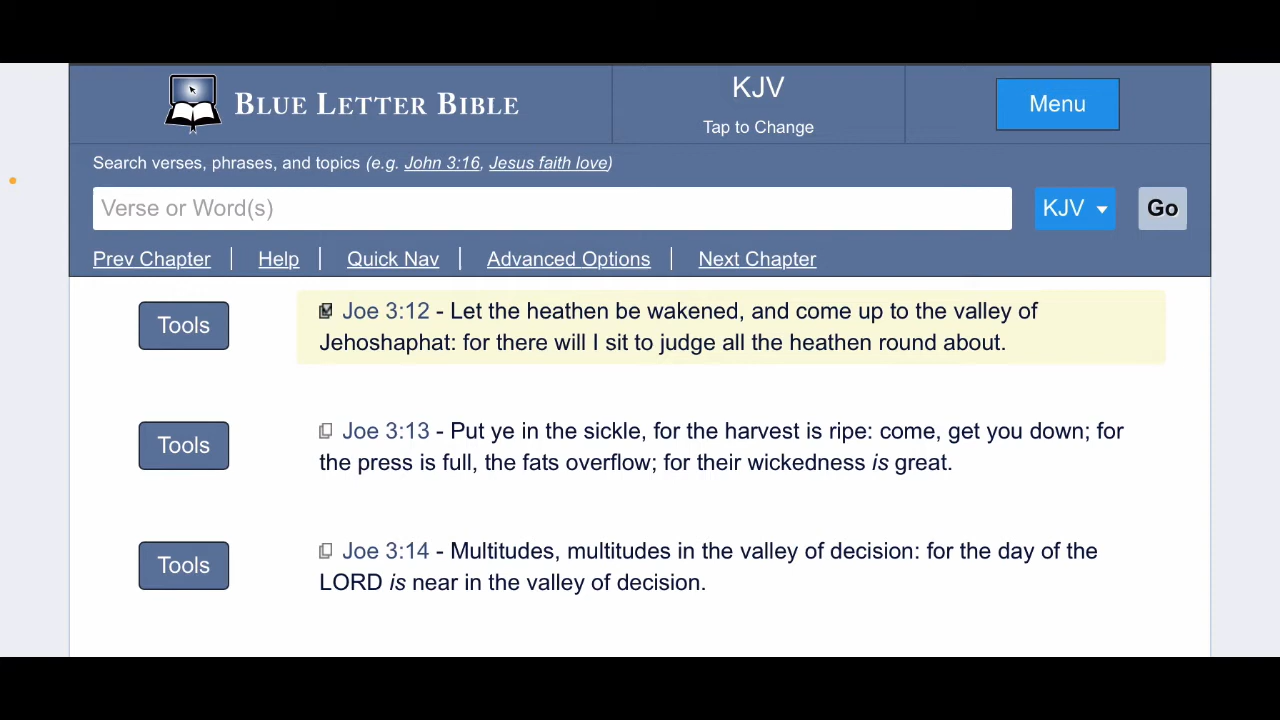 BLUE LETTER BIBLE
KJV
Tap to Change
Menu
Search verses, phrases, and topics (e.g. John 3:16, Jesus faith love)
Verse or Word(s)
KJV
Go
Prev Chapter | Help | Quick Nav | Advanced Options | Next Chapter
Tools
Joe 3:12 - Let the heathen be wakened, and come up to the valley of
Jehoshaphat: for there will I sit to judge all the heathen round about.
Tools
Joe 3:13 - Put ye in the sickle, for the harvest is ripe: come, get you down; for
the press is full, the fats overflow; for their wickedness is great.
Tools
Joe 3:14 - Multitudes, multitudes in the valley of decision: for the day of the
LORD is near in the valley of decision.